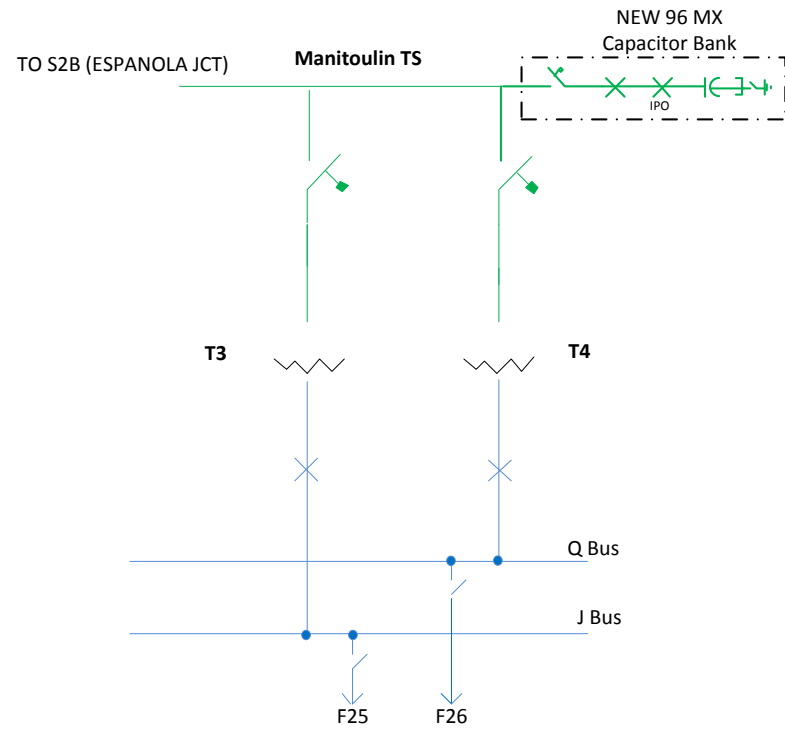 NEW 96 MX
Capacitor Bank
TO S2B (ESPANOLA JCT)
Manitoulin TS
IPO
T3
T4
Q Bus
J Bus
F25
F26